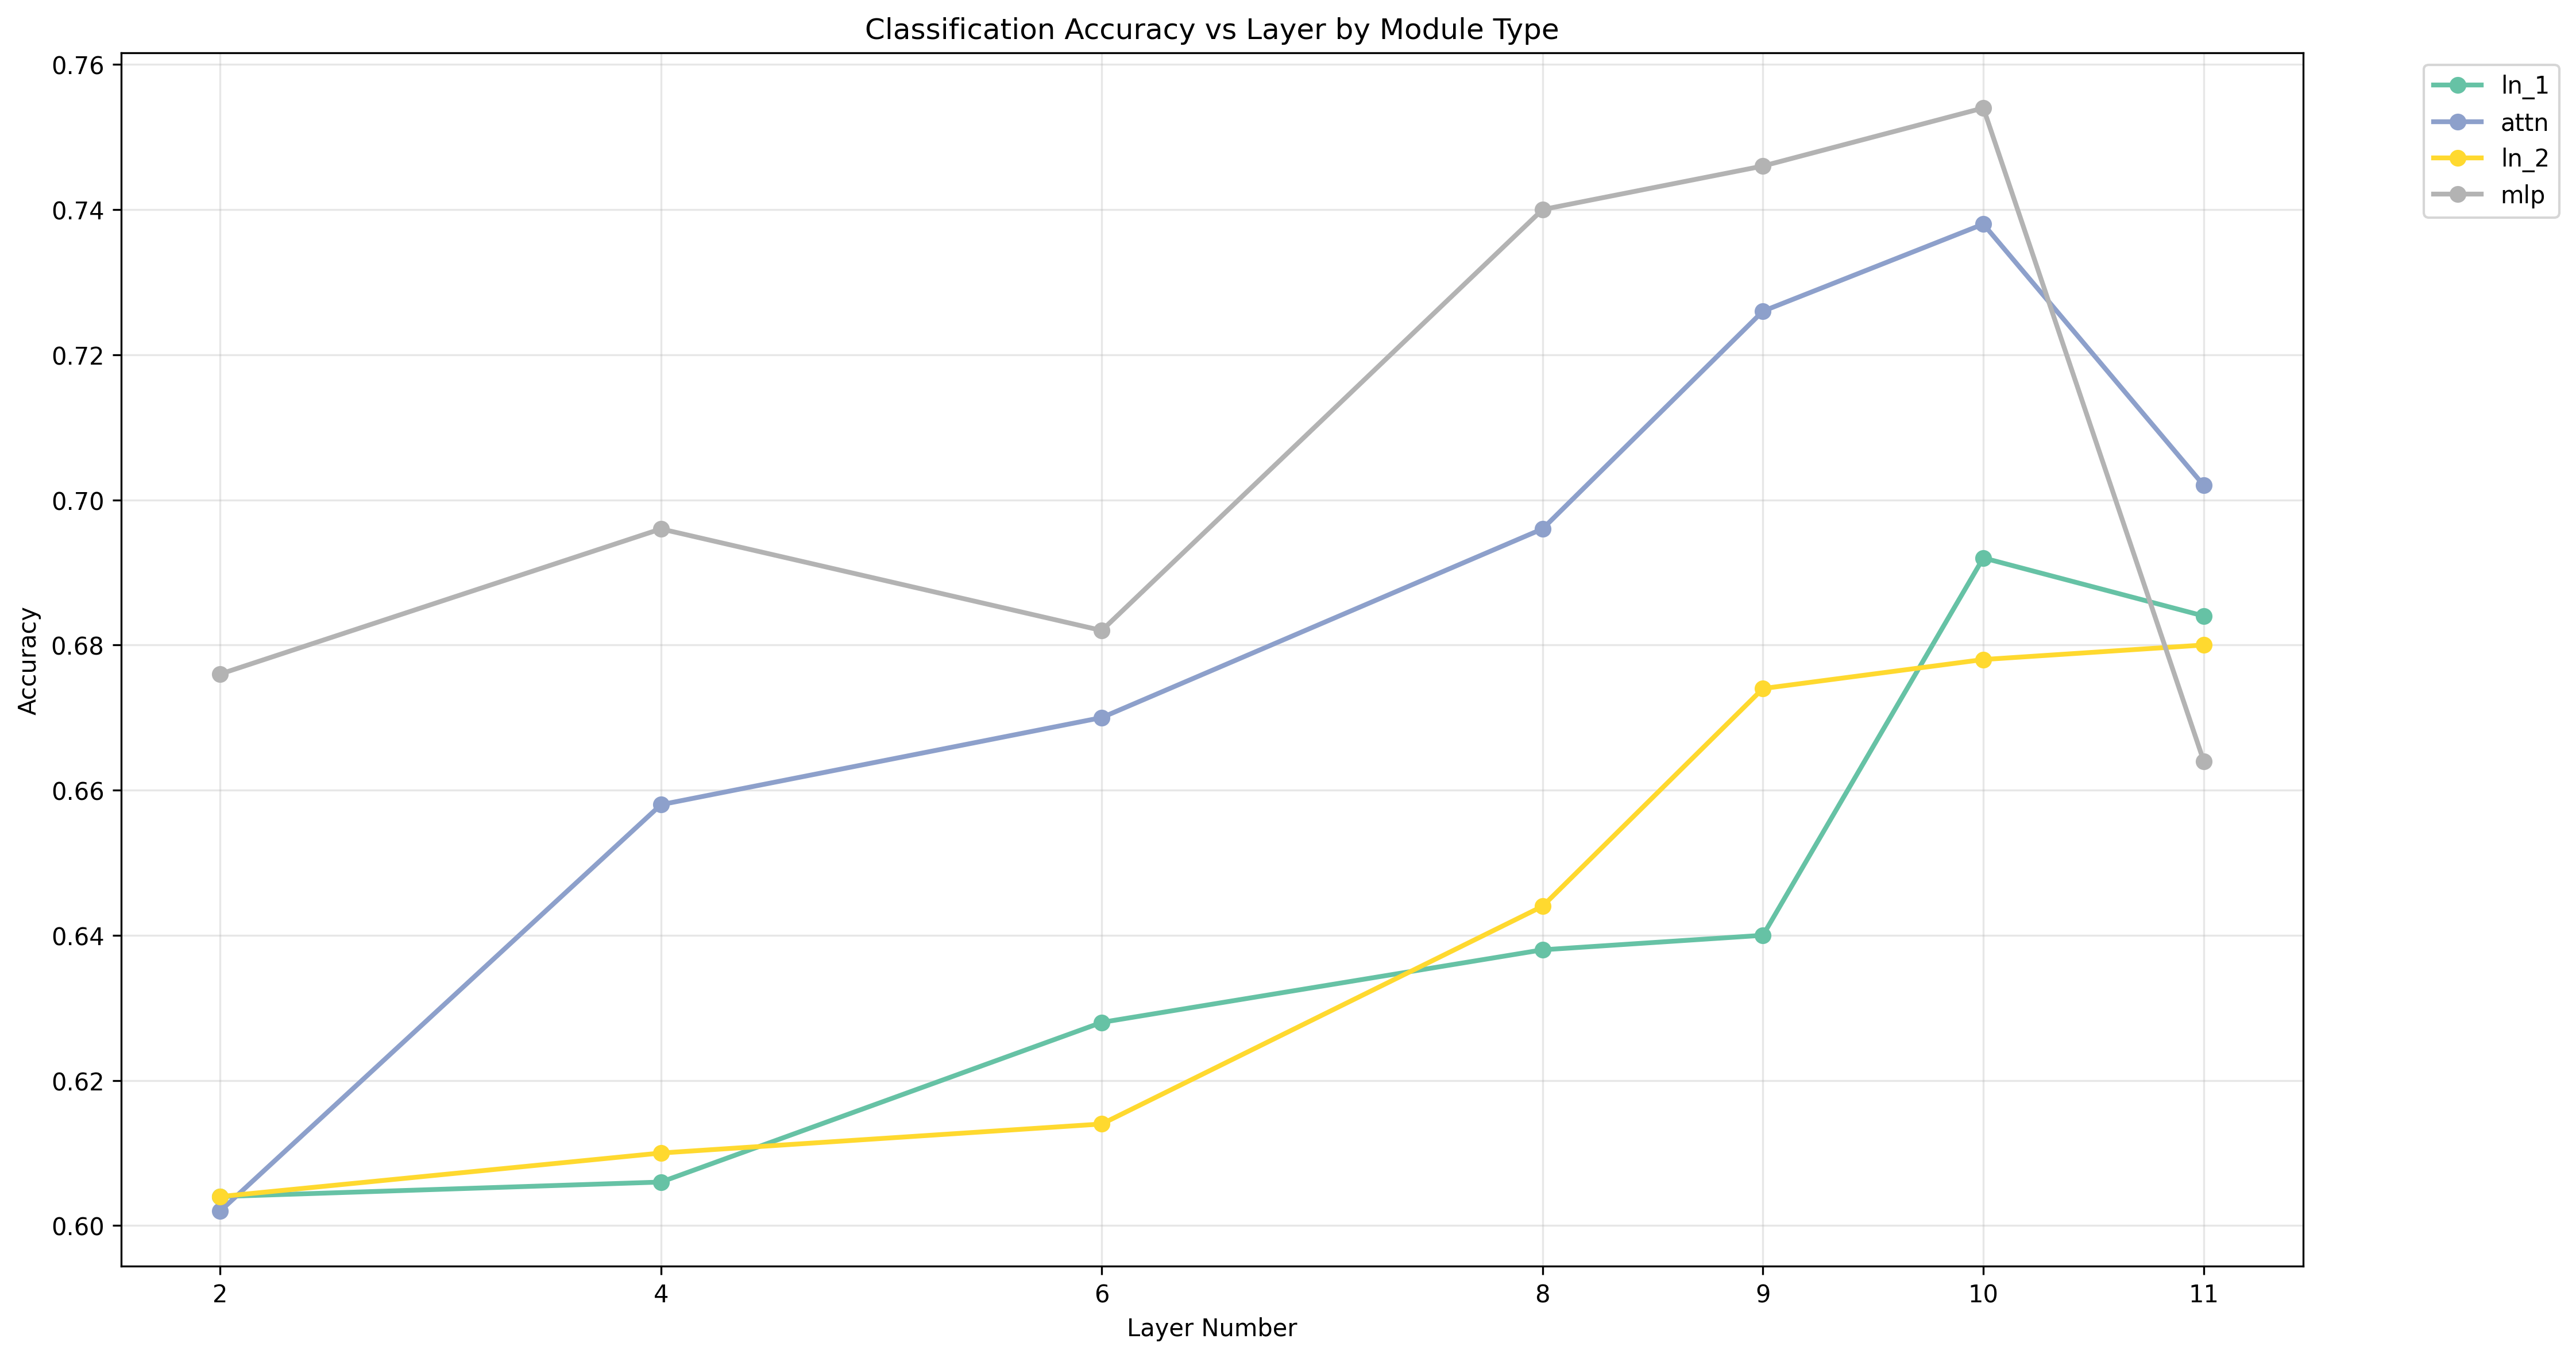 Classification Accuracy vs Layer by Module Type
0.76
0.74
0.72
0.70
0.68
0.66
0.64
0.62
0.60
Accuracy
2 4 6 8 9 10 11
Layer Number
ln_1
attn
ln_2
mlp